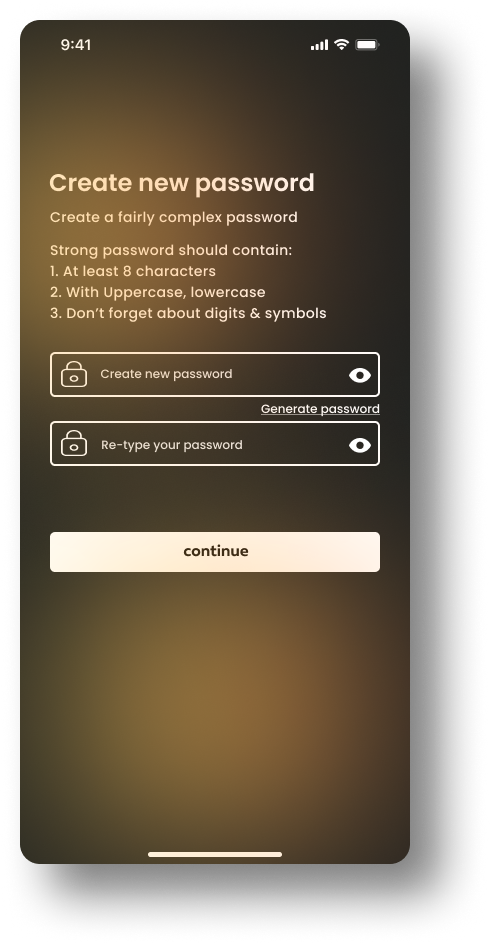 9:41
Create new password
Create a fairly complex password
Strong password should contain:
1. At least 8 characters
2. With Uppercase, lowercase
3. Don’t forget about digits & symbols
Create new password
Generate password
Re-type your password
continue